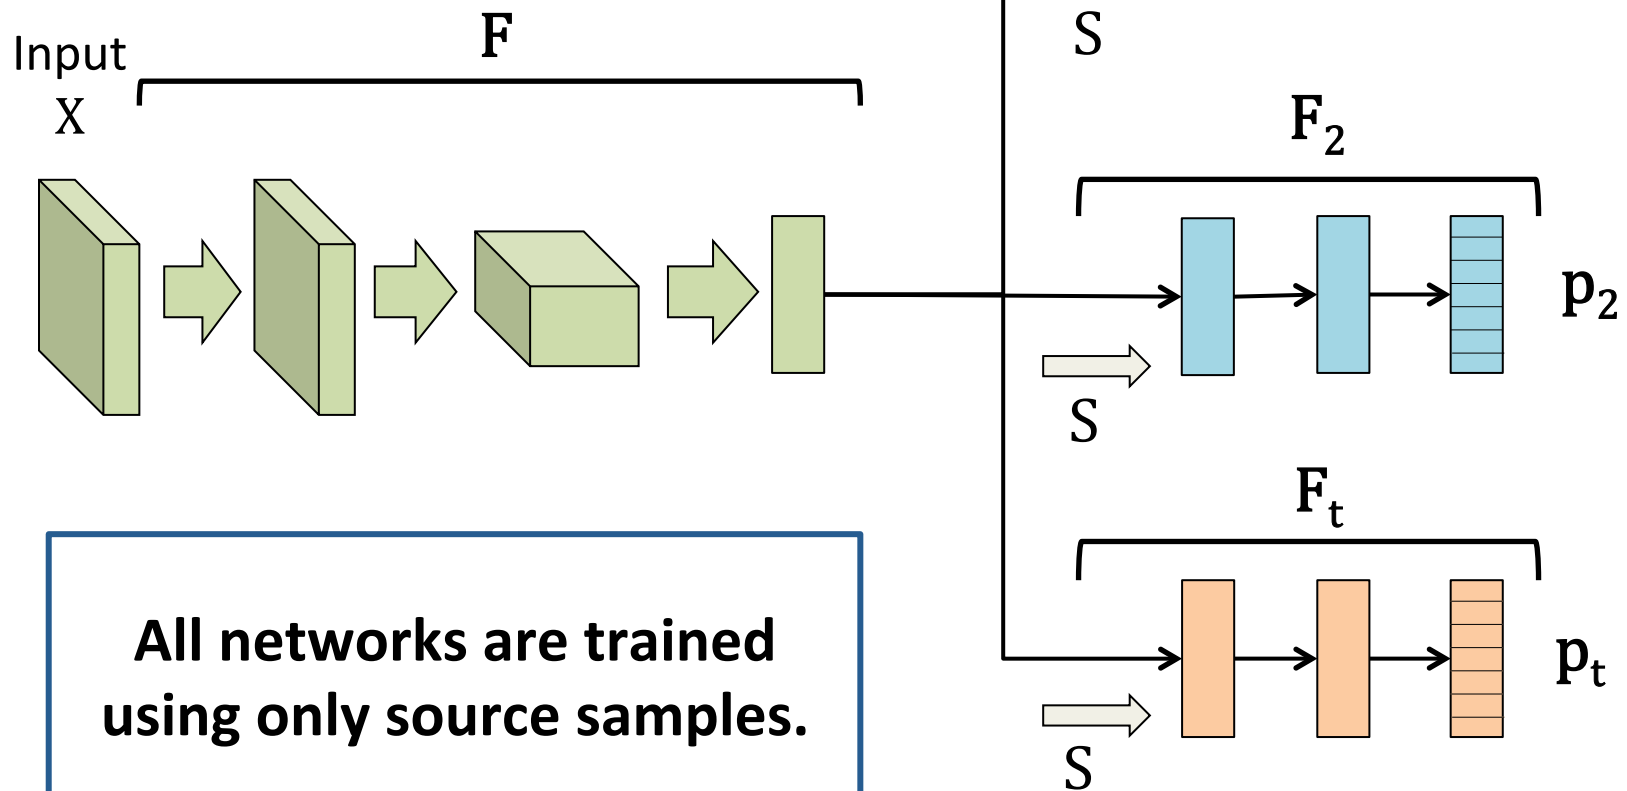 Input
X
F
S
F₂
p₂
S
Fₜ
pₜ
S
All networks are trained
using only source samples.